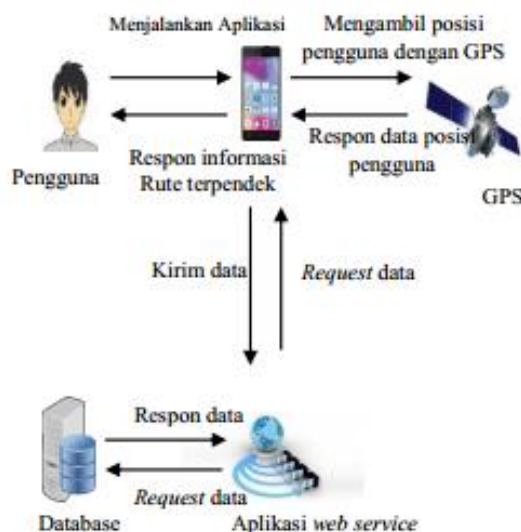 Menjalankan Aplikasi
Mengambil posisi
pengguna dengan GPS
Respon informasi
Rute terpendek
Respon data posisi
pengguna
Pengguna
GPS
Kirim data
Request data
Respon data
Request data
Database
Aplikasi web service